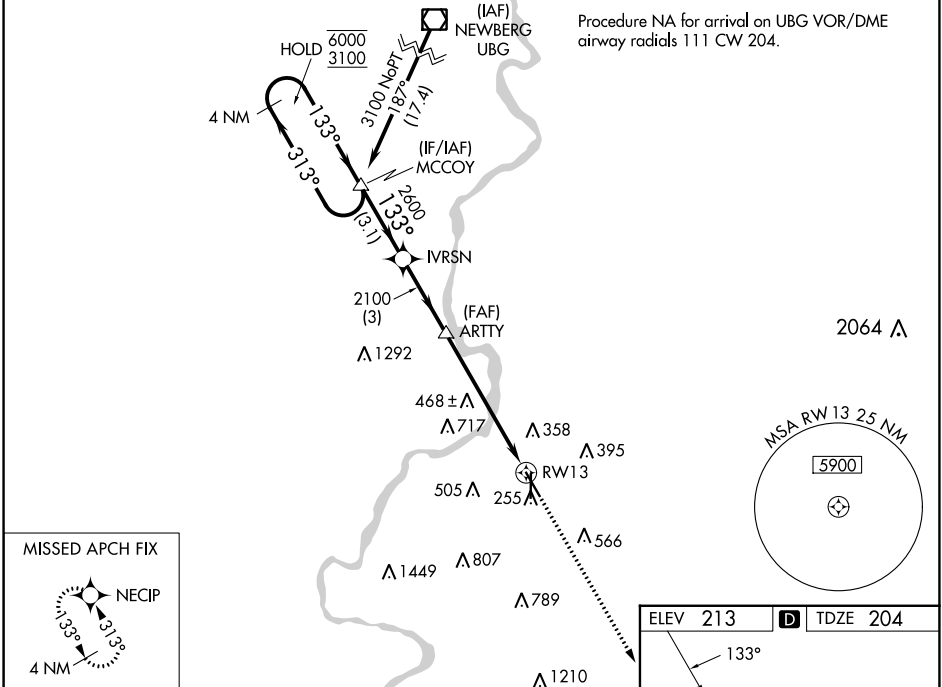 (IAF)
NEWBERG
UBG
Procedure NA for arrival on UBG VOR/DME
airway radials 111 CW 204.
HOLD
6000
3100
3100 NoPT
187°
(17.4)
4 NM
133°
313°
(IF/IAF)
MCCOY
2600
133°
(3.1)
IVRSN
2100
(3)
(FAF)
ARTTY
2064
1292
468 ±
717
358
395
MSA RW 13 25 NM
5900
RW13
505
255
566
MISSED APCH FIX
NECIP
133°
313°
4 NM
1449
807
789
1210
ELEV 213 D TDZE 204
133°